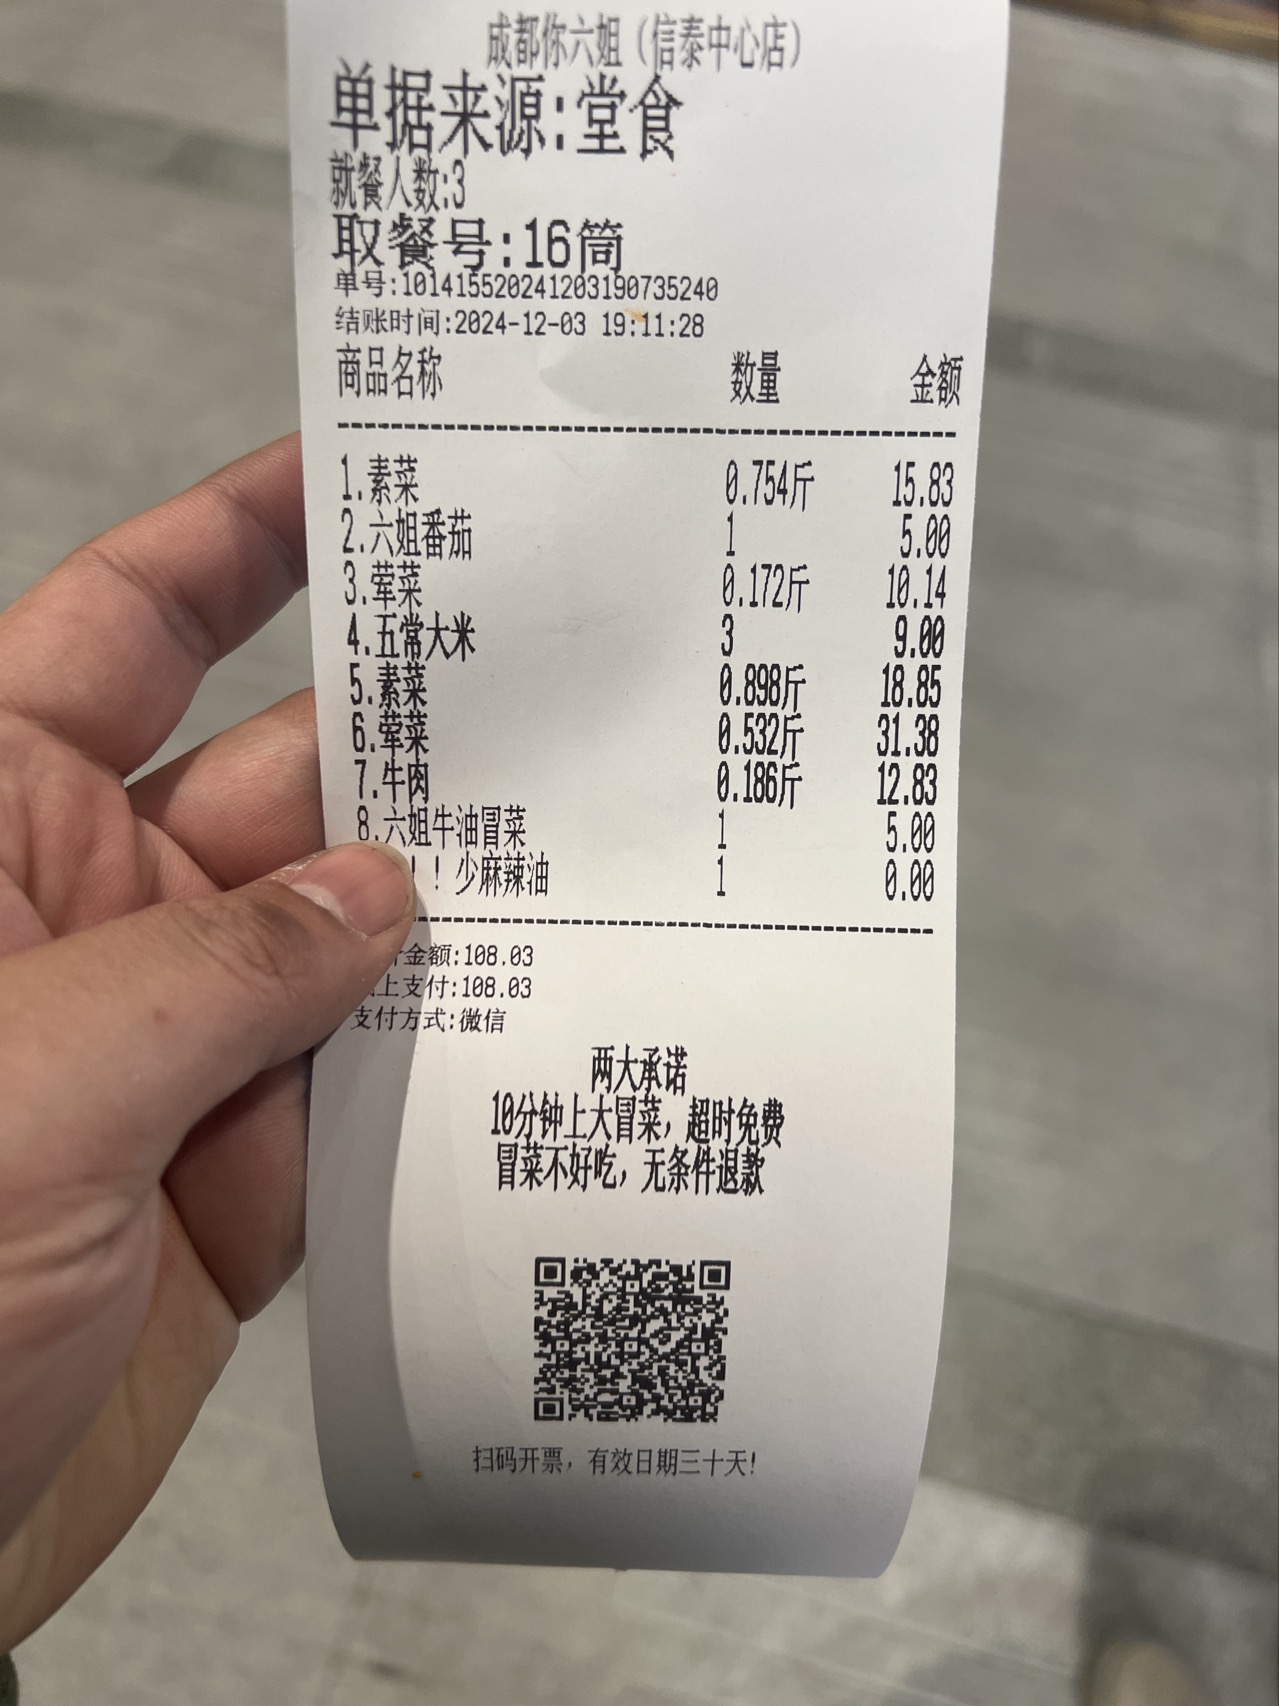 成都你六姐（信泰中心店）
单据来源:堂食
就餐人数:3
取餐号:16筒
单号:101415520241203190735240
结账时间:2024-12-03 19:11:28
商品名称 数量 金额
1.素菜 0.754斤 15.83
2.六姐番茄 1 5.00
3.荤菜 0.172斤 10.14
4.五常大米 3 9.00
5.素菜 0.898斤 18.85
6.荤菜 0.532斤 31.38
7.牛肉 0.186斤 12.83
8.六姐牛油冒菜 1 5.00
！！少麻辣油 1 0.00
金额:108.03
上支付:108.03
支付方式:微信
两大承诺
10分钟上大冒菜，超时免费
冒菜不好吃，无条件退款
扫码开票，有效日期三十天!